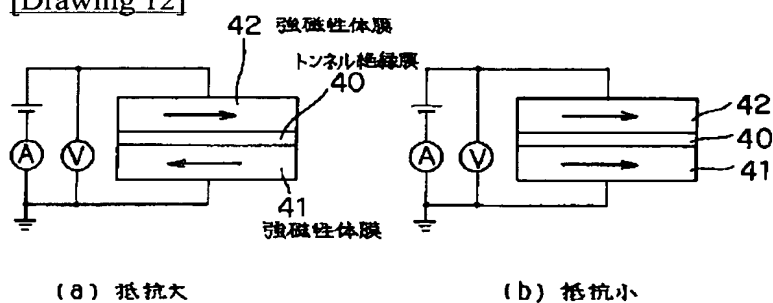 [Drawing 12]
42 強磁性体膜
トンネル絶縁膜
40
A V
41
強磁性体膜
(a) 抵抗大
A V
42
40
41
(b) 抵抗小